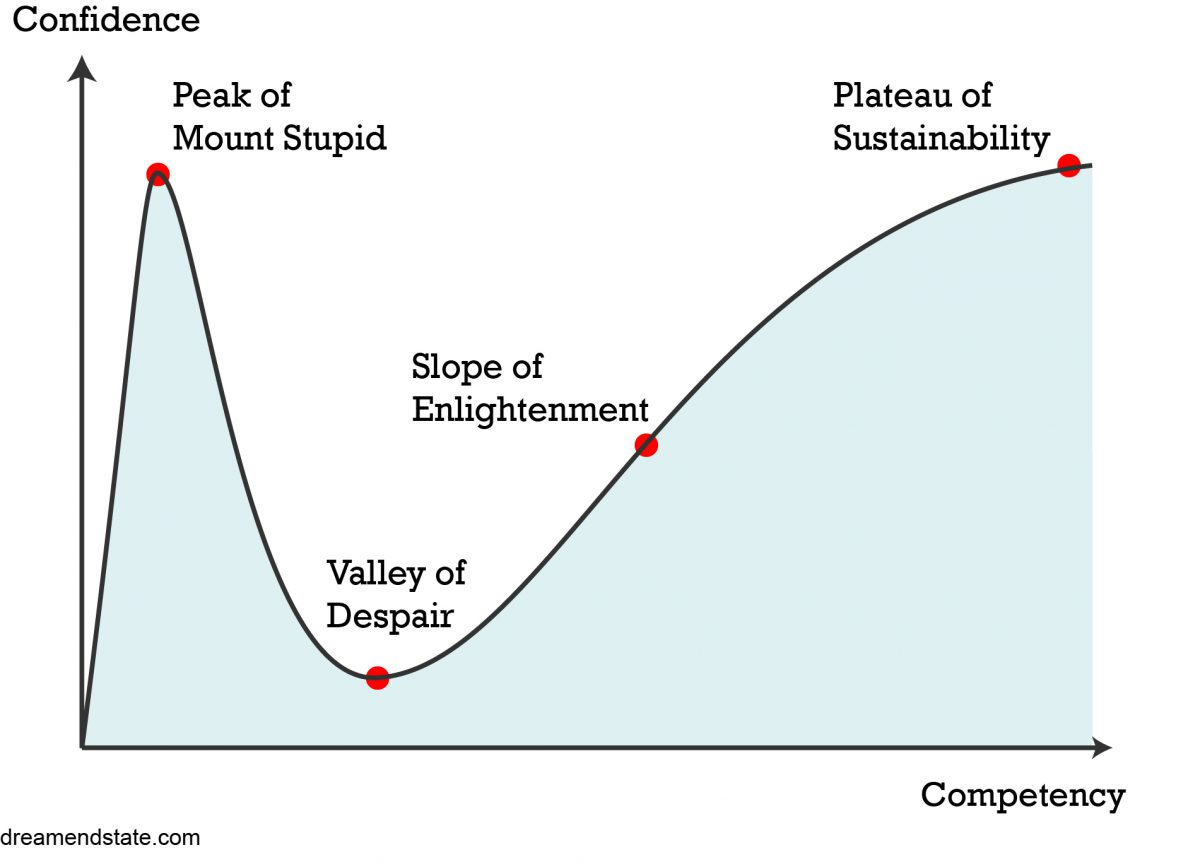 Confidence
Peak of
Mount Stupid
Plateau of
Sustainability
Slope of
Enlightenment
Valley of
Despair
Competency
dreamendstate.com